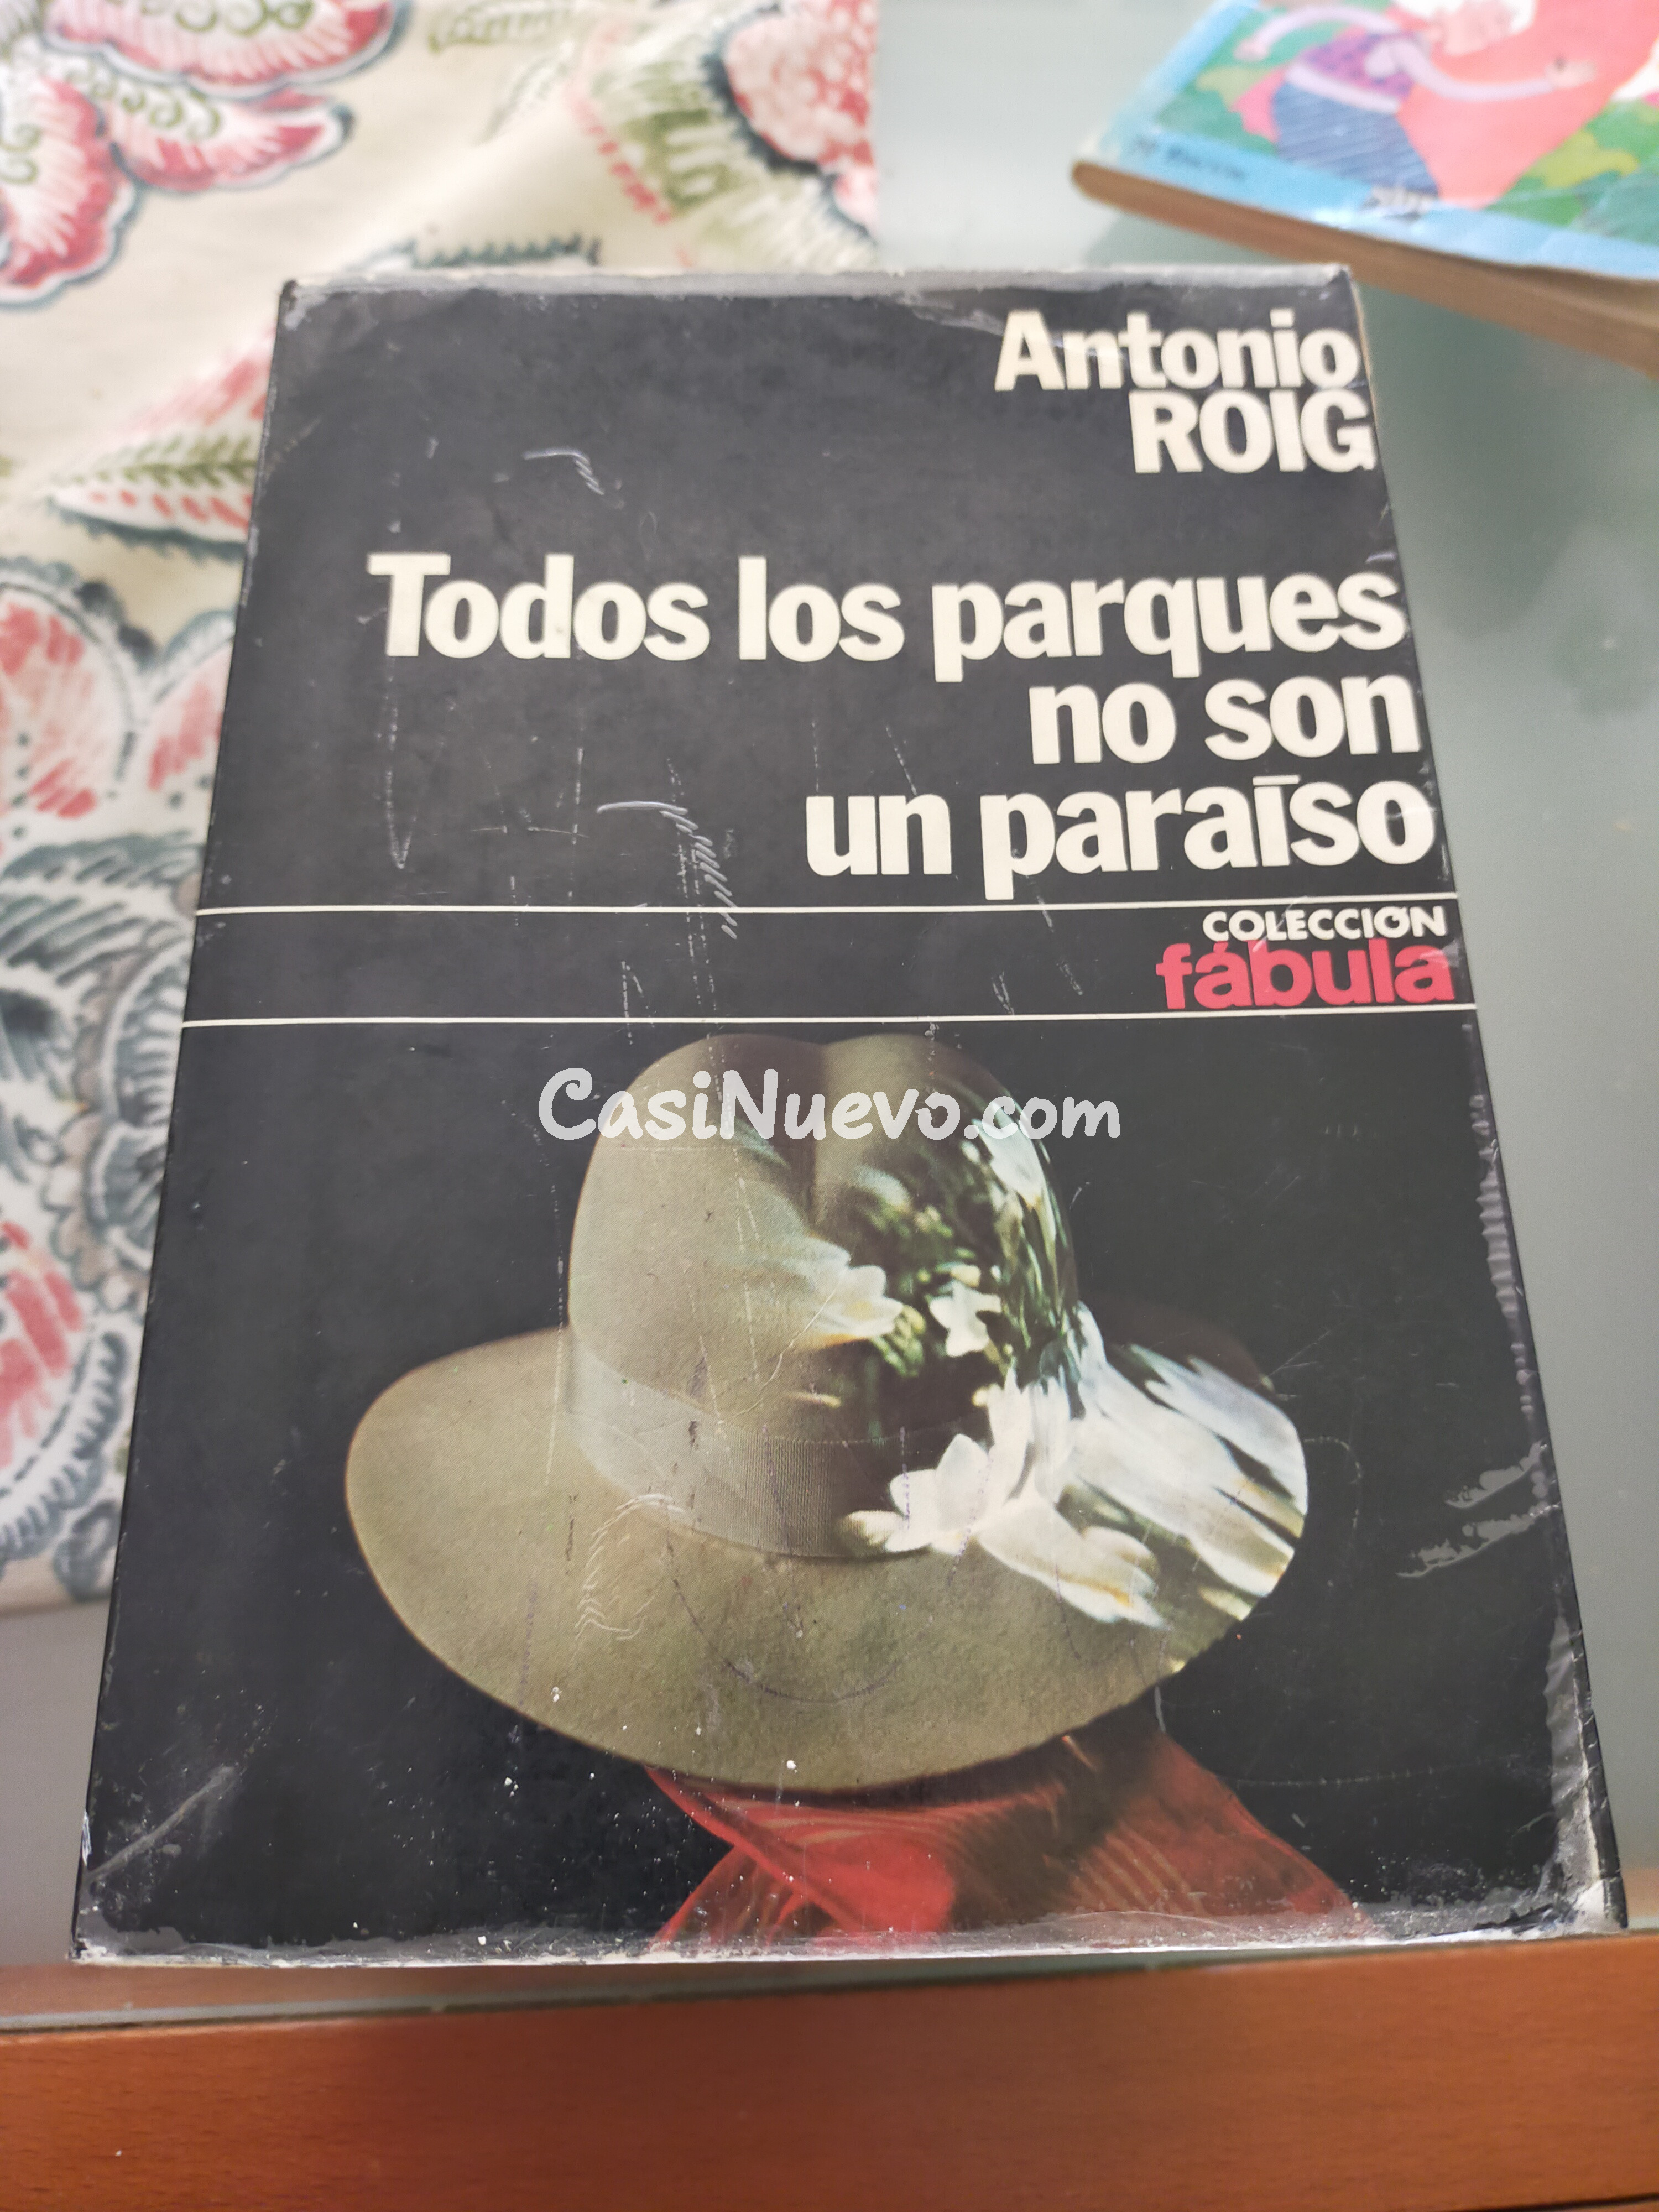 Antonio
ROIG
Todos los parques
no son
un paraíso
COLECCIÓN
fábula
CasiNuevo.com